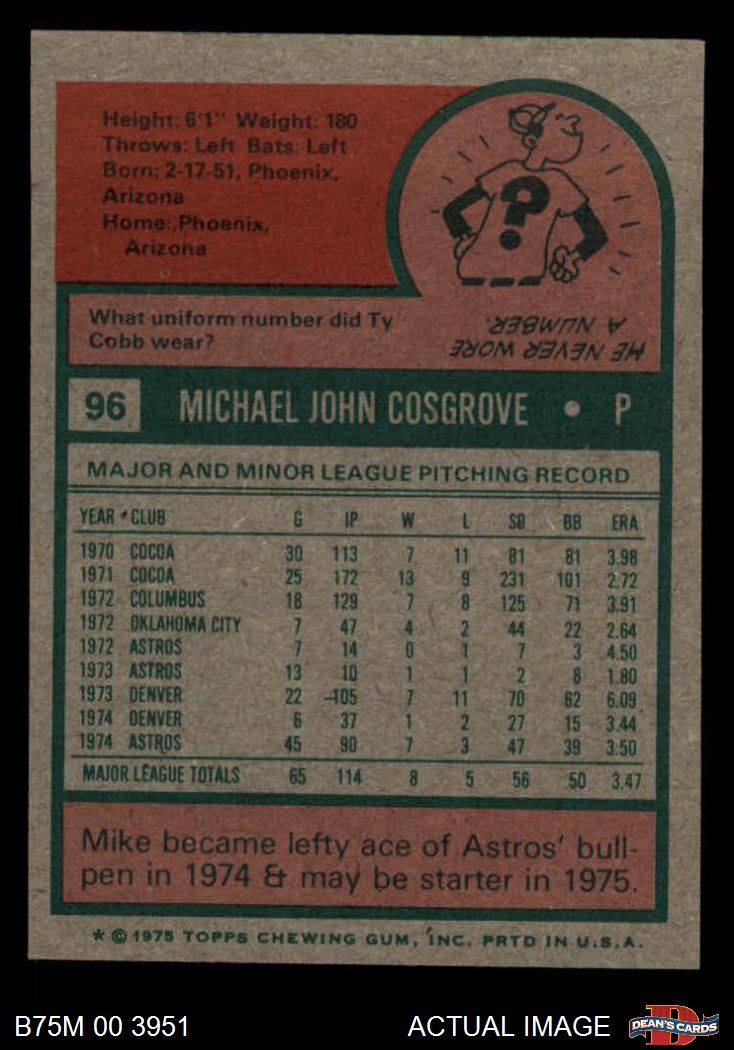 Height: 6'1" Weight: 180
Throws: Left Bats: Left
Born: 2-17-51, Phoenix,
Arizona
Home: Phoenix,
Arizona
?
What uniform number did Ty
Cobb wear?
HE NEVER WORE
A NUMBER.
96 MICHAEL JOHN COSGROVE • P
MAJOR AND MINOR LEAGUE PITCHING RECORD
YEAR CLUB G IP W L SO BB ERA
1970 COCOA 30 113 7 11 81 81 3.98
1971 COCOA 25 172 13 9 231 101 2.72
1972 COLUMBUS 18 129 7 8 125 71 3.91
1972 OKLAHOMA CITY 7 47 4 2 44 22 2.64
1972 ASTROS 7 14 0 1 7 3 4.50
1973 ASTROS 13 10 1 1 2 8 1.80
1973 DENVER 22 105 7 11 70 62 6.09
1974 DENVER 6 37 1 2 27 15 3.44
1974 ASTROS 45 90 7 3 47 39 3.50
MAJOR LEAGUE TOTALS 65 114 8 5 56 50 3.47
Mike became lefty ace of Astros' bull-
pen in 1974 & may be starter in 1975.
* © 1975 TOPPS CHEWING GUM, INC. PRTD IN U.S.A.
B75M 00 3951 ACTUAL IMAGE D DEAN'S CARDS